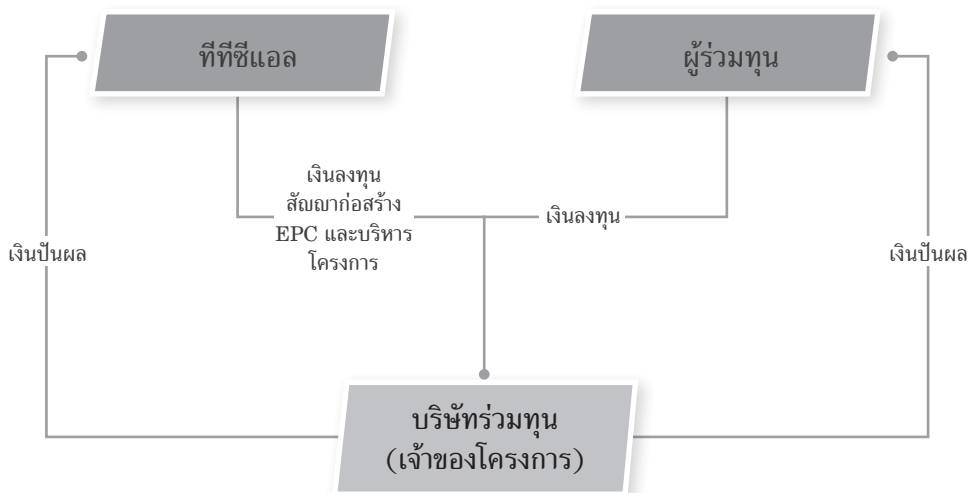 ทีทีซีแอล
ผู้ร่วมทุน
เงินลงทุน
สัญญาก่อสร้าง
EPC และบริหาร
โครงการ
เงินลงทุน
เงินปันผล
เงินปันผล
บริษัทร่วมทุน
(เจ้าของโครงการ)